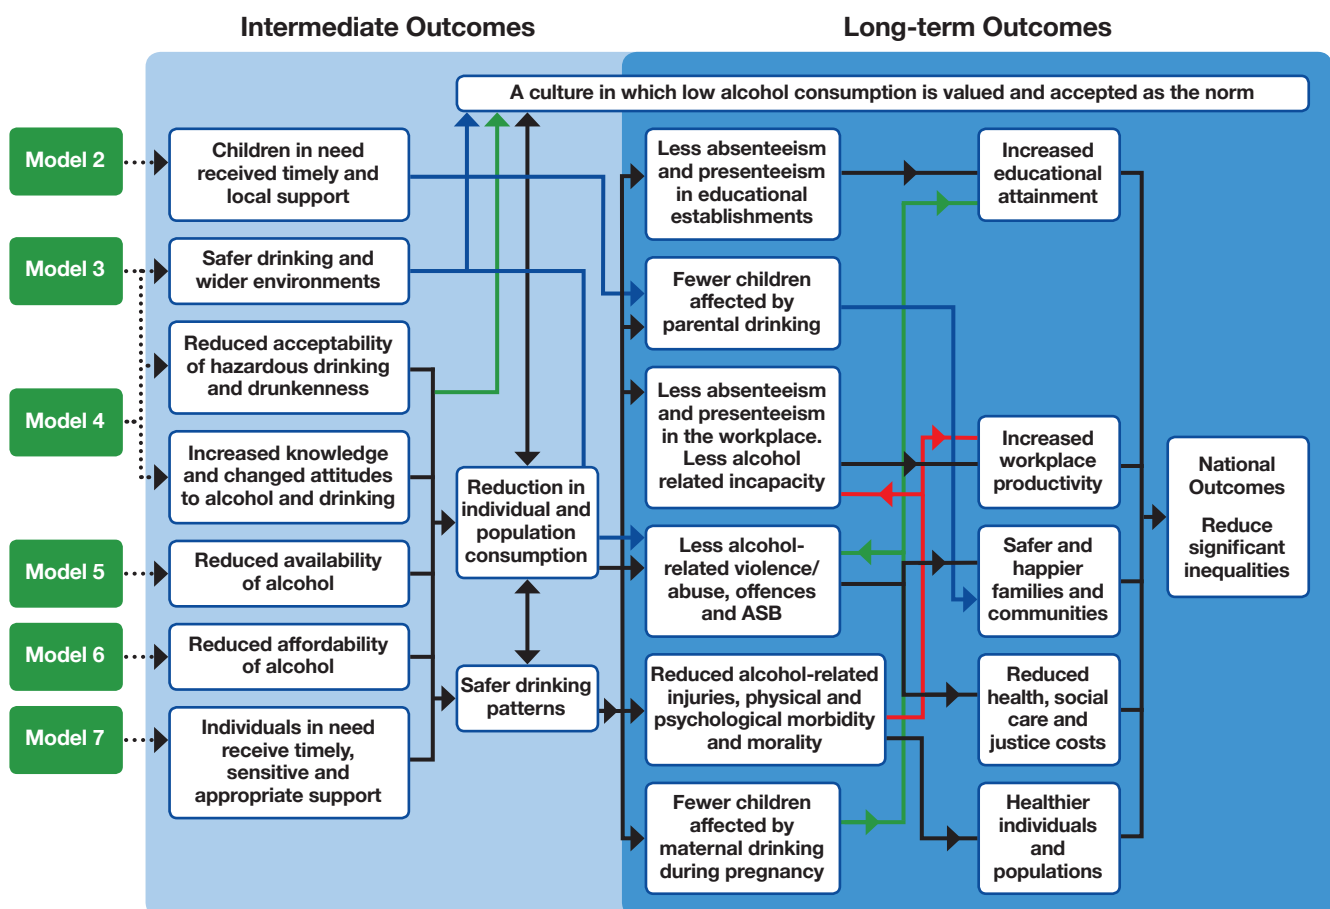 Intermediate Outcomes
Long-term Outcomes
A culture in which low alcohol consumption is valued and accepted as the norm
Model 2
Model 3
Model 4
Model 5
Model 6
Model 7
Children in need
received timely and
local support
Safer drinking and
wider environments
Reduced acceptability
of hazardous drinking
and drunkenness
Increased knowledge
and changed attitudes
to alcohol and drinking
Reduced availability
of alcohol
Reduced affordability
of alcohol
Individuals in need
receive timely,
sensitive and
appropriate support
Reduction in
individual and
population
consumption
Safer drinking
patterns
Less absenteeism
and presenteeism
in educational
establishments
Fewer children
affected by
parental drinking
Less absenteeism
and presenteeism
in the workplace.
Less alcohol
related incapacity
Less alcohol-
related violence/
abuse, offences
and ASB
Reduced alcohol-related
injuries, physical and
psychological morbidity
and morality
Fewer children
affected by
maternal drinking
during pregnancy
Increased
educational
attainment
Increased
workplace
productivity
Safer and
happier
families and
communities
Reduced
health, social
care and
justice costs
Healthier
individuals
and
populations
National
Outcomes
Reduce
significant
inequalities